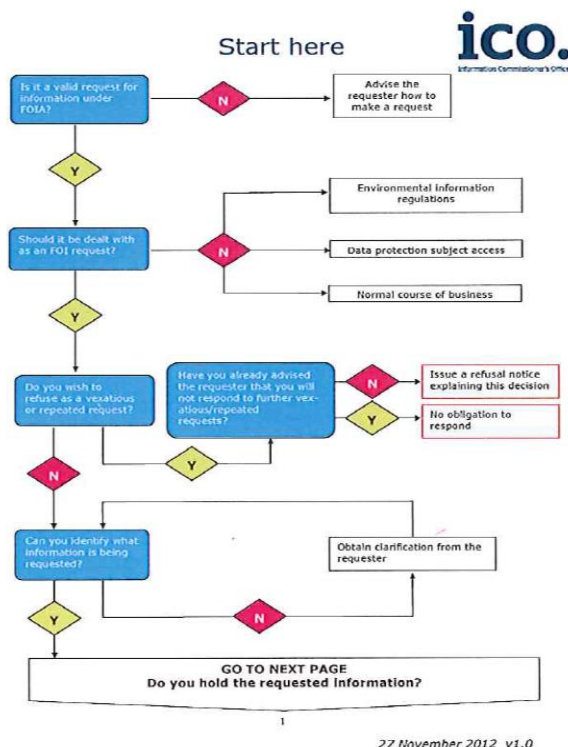 Start here
ico.
Information Commissioner's Office
Is it a valid request for
information under
FOIA?
N
Advise the
requester how to
make a request
Y
Environmental information
regulations
Should it be dealt with
as an FOI request?
N
Data protection subject access
Normal course of business
Y
Do you wish to
refuse as a vexatious
or repeated request?
Have you already advised
the requester that you will
not respond to further vex-
atious/repeated
requests?
N
Issue a refusal notice
explaining this decision
Y
No obligation to
respond
Y
N
Can you identify what
information is being
requested?
Obtain clarification from the
requester
N
Y
GO TO NEXT PAGE
Do you hold the requested information?
1
27 November 2012 v1.0